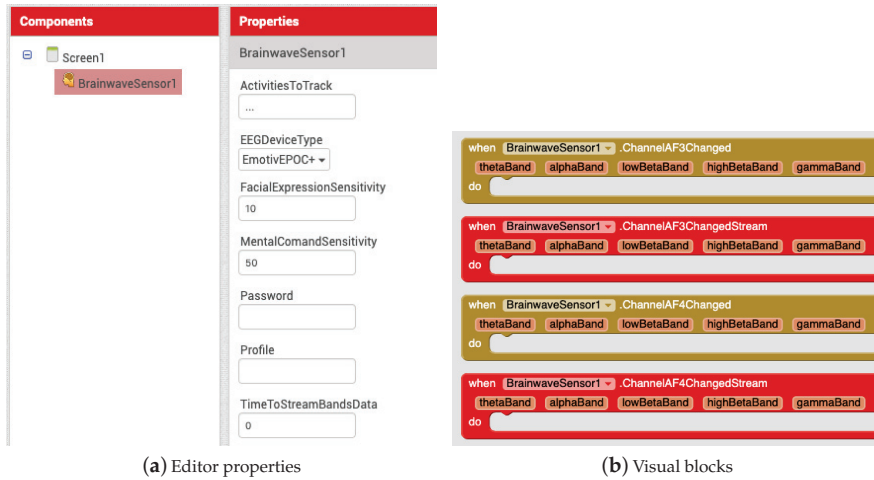 Components
Screen1
BrainwaveSensor1
Properties
BrainwaveSensor1
ActivitiesToTrack
...
EEGDeviceType
EmotivEPOC+
FacialExpressionSensitivity
10
MentalComandSensitivity
50
Password
Profile
TimeToStreamBandsData
0
(a) Editor properties
when BrainwaveSensor1 .ChannelAF3Changed
thetaBand alphaBand lowBetaBand highBetaBand gammaBand
do
when BrainwaveSensor1 .ChannelAF3ChangedStream
thetaBand alphaBand lowBetaBand highBetaBand gammaBand
do
when BrainwaveSensor1 .ChannelAF4Changed
thetaBand alphaBand lowBetaBand highBetaBand gammaBand
do
when BrainwaveSensor1 .ChannelAF4ChangedStream
thetaBand alphaBand lowBetaBand highBetaBand gammaBand
do
(b) Visual blocks